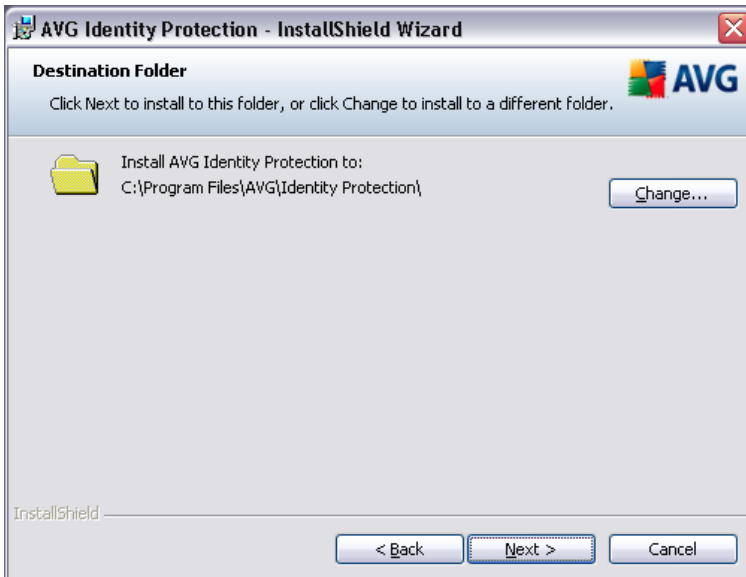 AVG Identity Protection - InstallShield Wizard
Destination Folder
Click Next to install to this folder, or click Change to install to a different folder.
AVG
Install AVG Identity Protection to:
C:\Program Files\AVG\Identity Protection\
Change...
InstallShield
< Back
Next >
Cancel